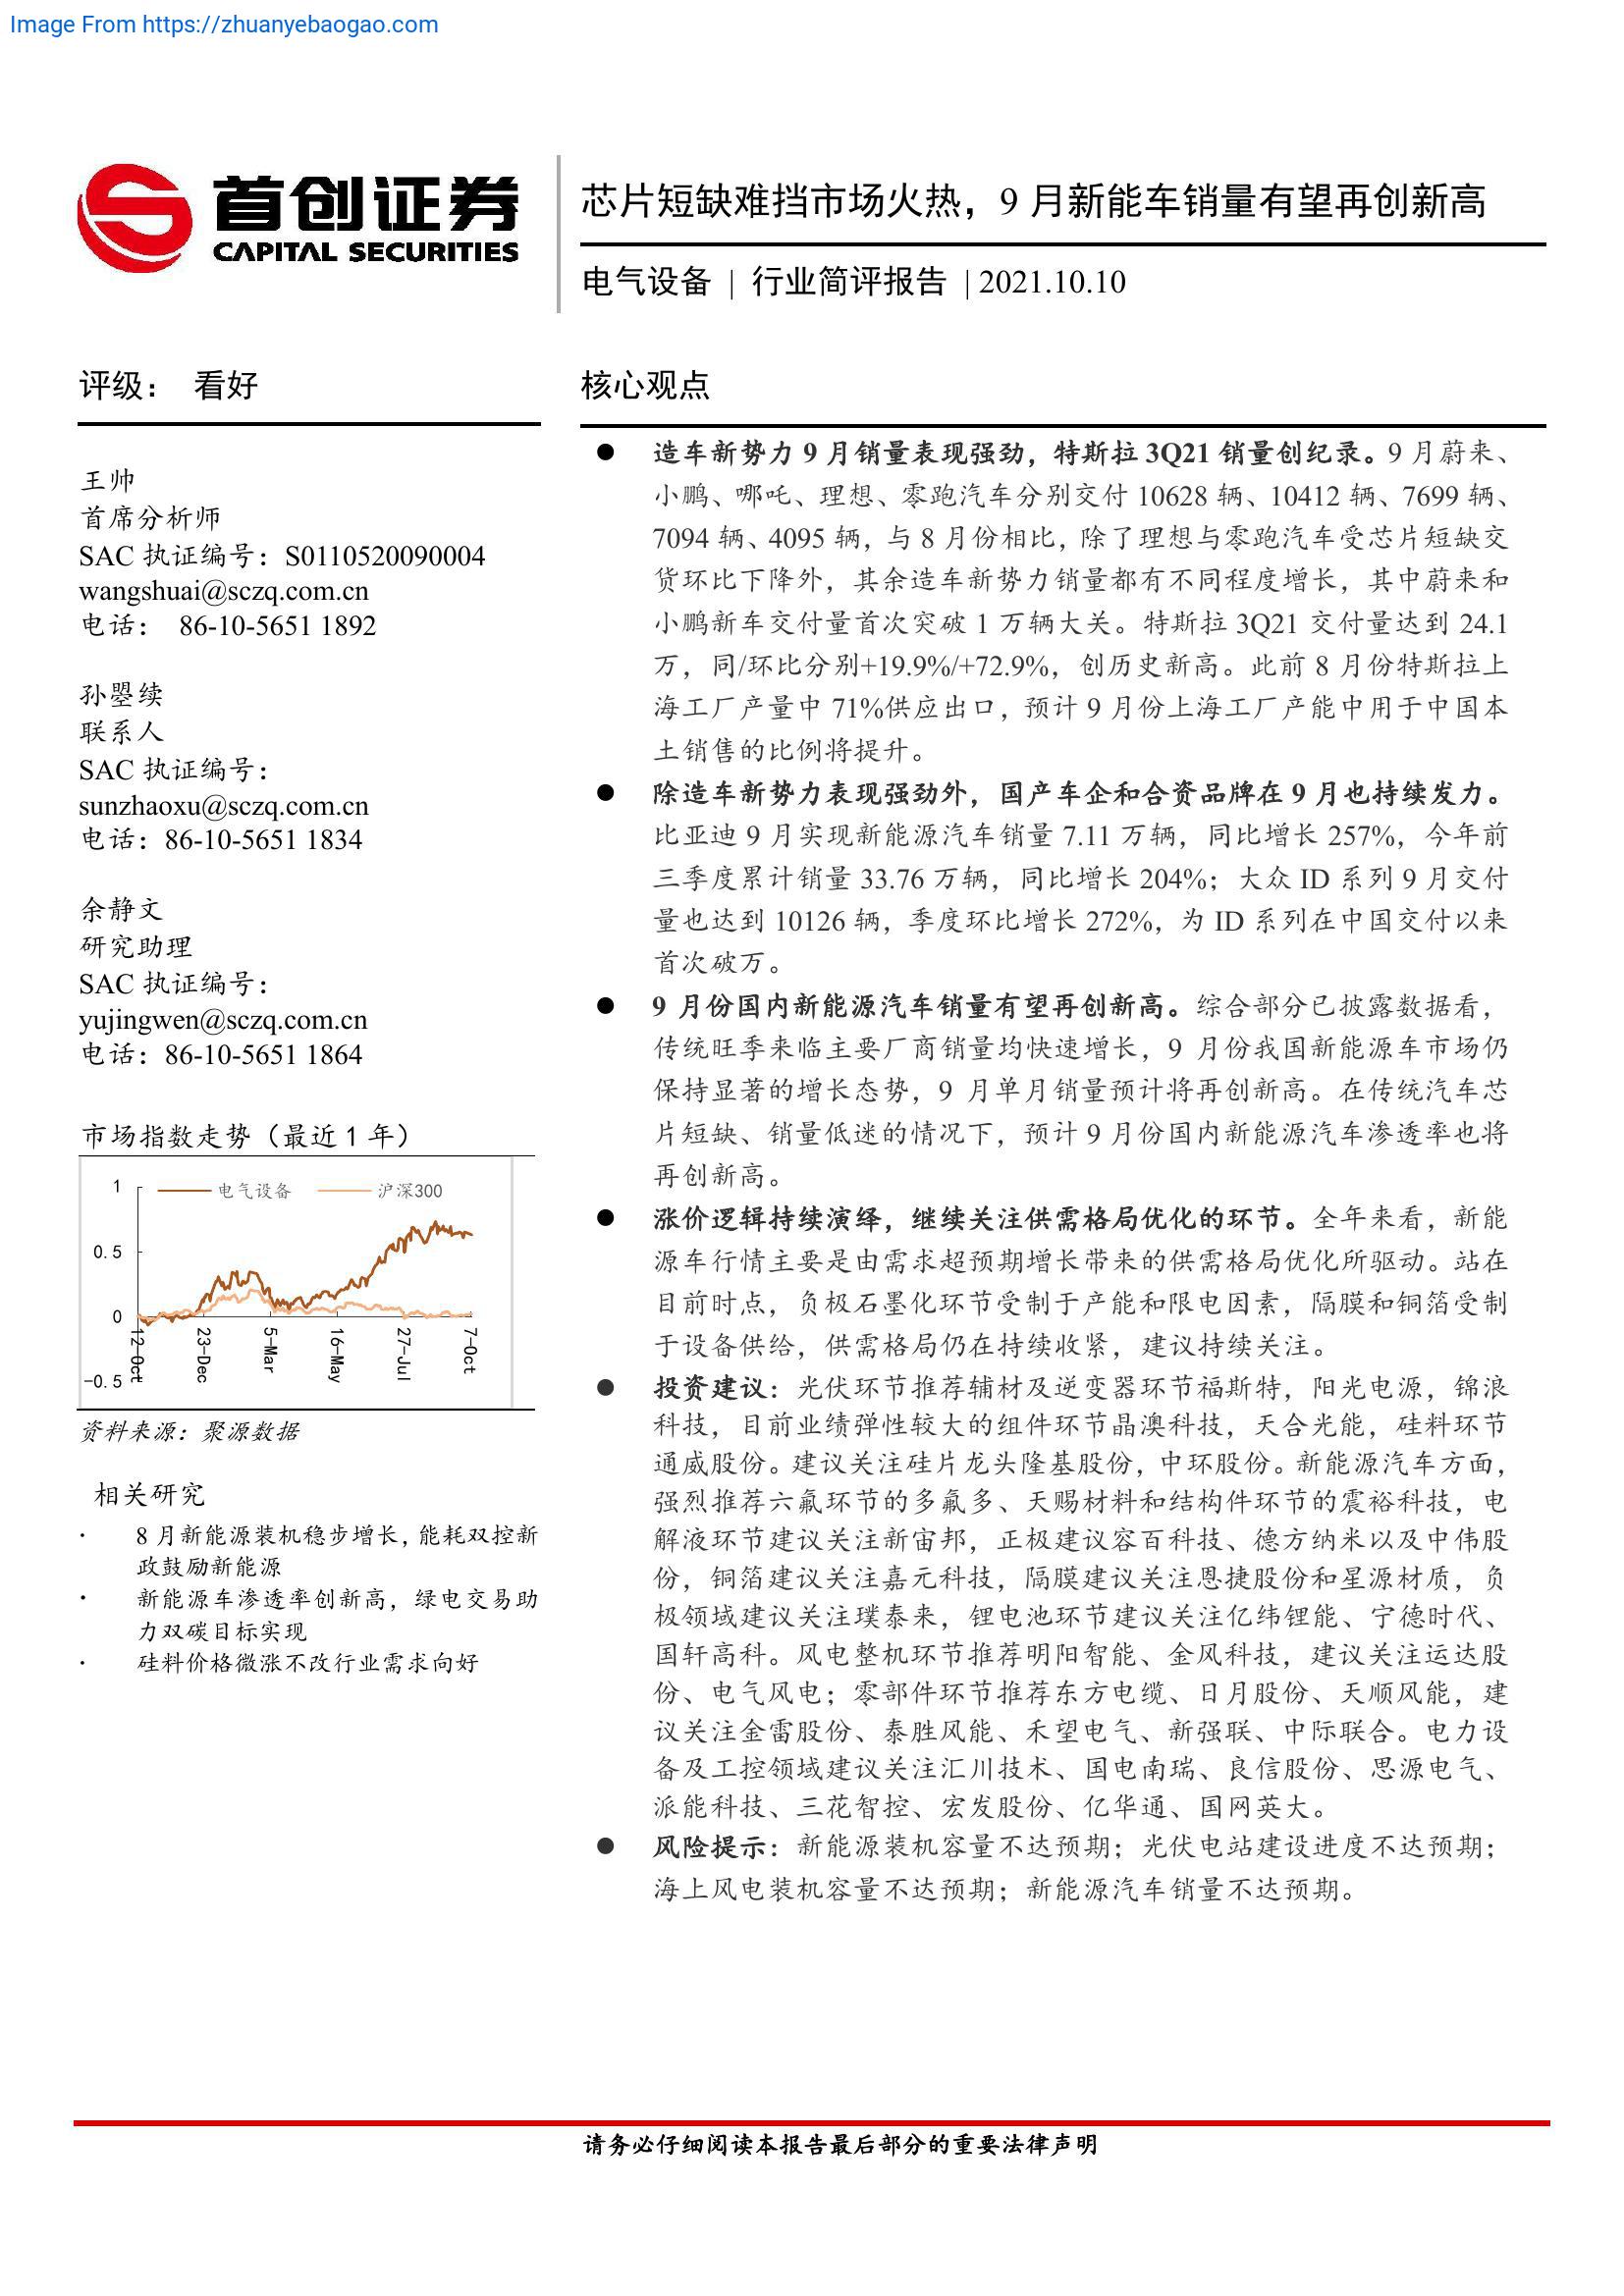 Image From https://zhuanyebaogao.com
首创证券
CAPITAL SECURITIES
芯片短缺难挡市场火热，9 月新能车销量有望再创新高
电气设备 | 行业简评报告 | 2021.10.10
评级： 看好
王帅
首席分析师
SAC 执证编号：S0110520090004
wangshuai@sczq.com.cn
电话： 86-10-5651 1892
孙曌续
联系人
SAC 执证编号：
sunzhaoxu@sczq.com.cn
电话：86-10-5651 1834
余静文
研究助理
SAC 执证编号：
yujingwen@sczq.com.cn
电话：86-10-5651 1864
市场指数走势（最近 1 年）
电气设备 沪深300
1
0.5
0
-0.5
12-Oct
23-Dec
5-Mar
16-May
27-Jul
7-Oct
资料来源：聚源数据
相关研究
· 8 月新能源装机稳步增长，能耗双控新
政鼓励新能源
· 新能源车渗透率创新高，绿电交易助
力双碳目标实现
· 硅料价格微涨不改行业需求向好
核心观点
● 造车新势力 9 月销量表现强劲，特斯拉 3Q21 销量创纪录。9 月蔚来、
小鹏、哪吒、理想、零跑汽车分别交付 10628 辆、10412 辆、7699 辆、
7094 辆、4095 辆，与 8 月份相比，除了理想与零跑汽车受芯片短缺交
货环比下降外，其余造车新势力销量都有不同程度增长，其中蔚来和
小鹏新车交付量首次突破 1 万辆大关。特斯拉 3Q21 交付量达到 24.1
万，同/环比分别+19.9%/+72.9%，创历史新高。此前 8 月份特斯拉上
海工厂产量中 71%供应出口，预计 9 月份上海工厂产能中用于中国本
土销售的比例将提升。
● 除造车新势力表现强劲外，国产车企和合资品牌在 9 月也持续发力。
比亚迪 9 月实现新能源汽车销量 7.11 万辆，同比增长 257%，今年前
三季度累计销量 33.76 万辆，同比增长 204%；大众 ID 系列 9 月交付
量也达到 10126 辆，季度环比增长 272%，为 ID 系列在中国交付以来
首次破万。
● 9 月份国内新能源汽车销量有望再创新高。综合部分已披露数据看，
传统旺季来临主要厂商销量均快速增长，9 月份我国新能源车市场仍
保持显著的增长态势，9 月单月销量预计将再创新高。在传统汽车芯
片短缺、销量低迷的情况下，预计 9 月份国内新能源汽车渗透率也将
再创新高。
● 涨价逻辑持续演绎，继续关注供需格局优化的环节。全年来看，新能
源车行情主要是由需求超预期增长带来的供需格局优化所驱动。站在
目前时点，负极石墨化环节受制于产能和限电因素，隔膜和铜箔受制
于设备供给，供需格局仍在持续收紧，建议持续关注。
● 投资建议：光伏环节推荐辅材及逆变器环节福斯特，阳光电源，锦浪
科技，目前业绩弹性较大的组件环节晶澳科技，天合光能，硅料环节
通威股份。建议关注硅片龙头隆基股份，中环股份。新能源汽车方面，
强烈推荐六氟环节的多氟多、天赐材料和结构件环节的震裕科技，电
解液环节建议关注新宙邦，正极建议容百科技、德方纳米以及中伟股
份，铜箔建议关注嘉元科技，隔膜建议关注恩捷股份和星源材质，负
极领域建议关注璞泰来，锂电池环节建议关注亿纬锂能、宁德时代、
国轩高科。风电整机环节推荐明阳智能、金风科技，建议关注运达股
份、电气风电；零部件环节推荐东方电缆、日月股份、天顺风能，建
议关注金雷股份、泰胜风能、禾望电气、新强联、中际联合。电力设
备及工控领域建议关注汇川技术、国电南瑞、良信股份、思源电气、
派能科技、三花智控、宏发股份、亿华通、国网英大。
● 风险提示：新能源装机容量不达预期；光伏电站建设进度不达预期；
海上风电装机容量不达预期；新能源汽车销量不达预期。
请务必仔细阅读本报告最后部分的重要法律声明